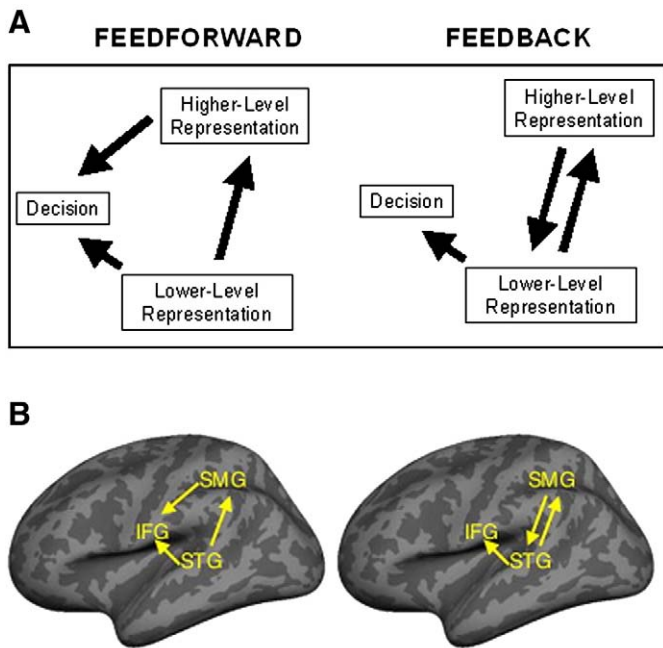 A
FEEDFORWARD
FEEDBACK
Higher-Level
Representation
Decision
Lower-Level
Representation
Higher-Level
Representation
Decision
Lower-Level
Representation
B
SMG
IFG
STG
SMG
IFG
STG